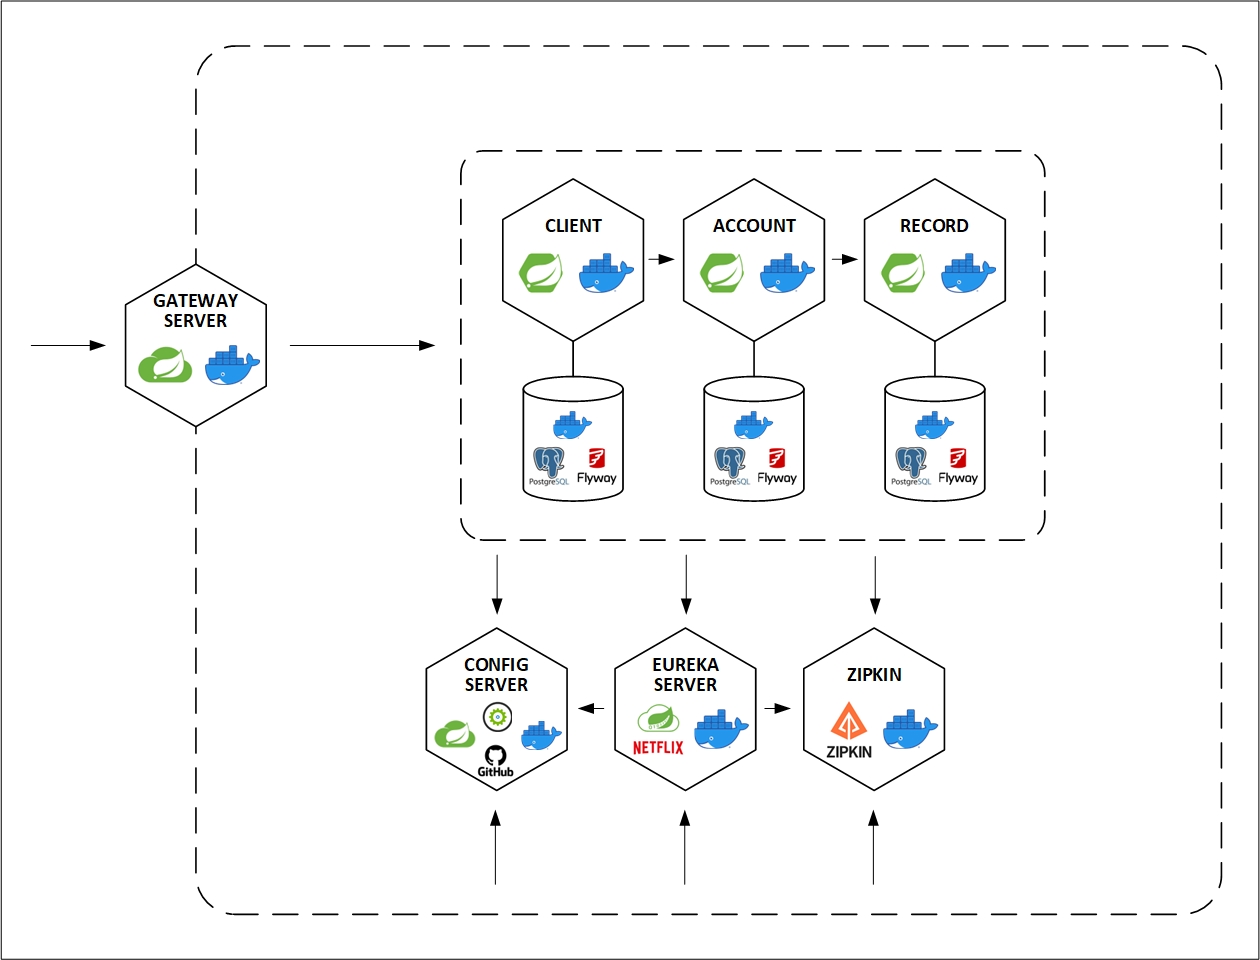 CLIENT
ACCOUNT
RECORD
GATEWAY
SERVER
PostgreSQL
Flyway
PostgreSQL
Flyway
PostgreSQL
Flyway
CONFIG
SERVER
GitHub
EUREKA
SERVER
NETFLIX
ZIPKIN
ZIPKIN